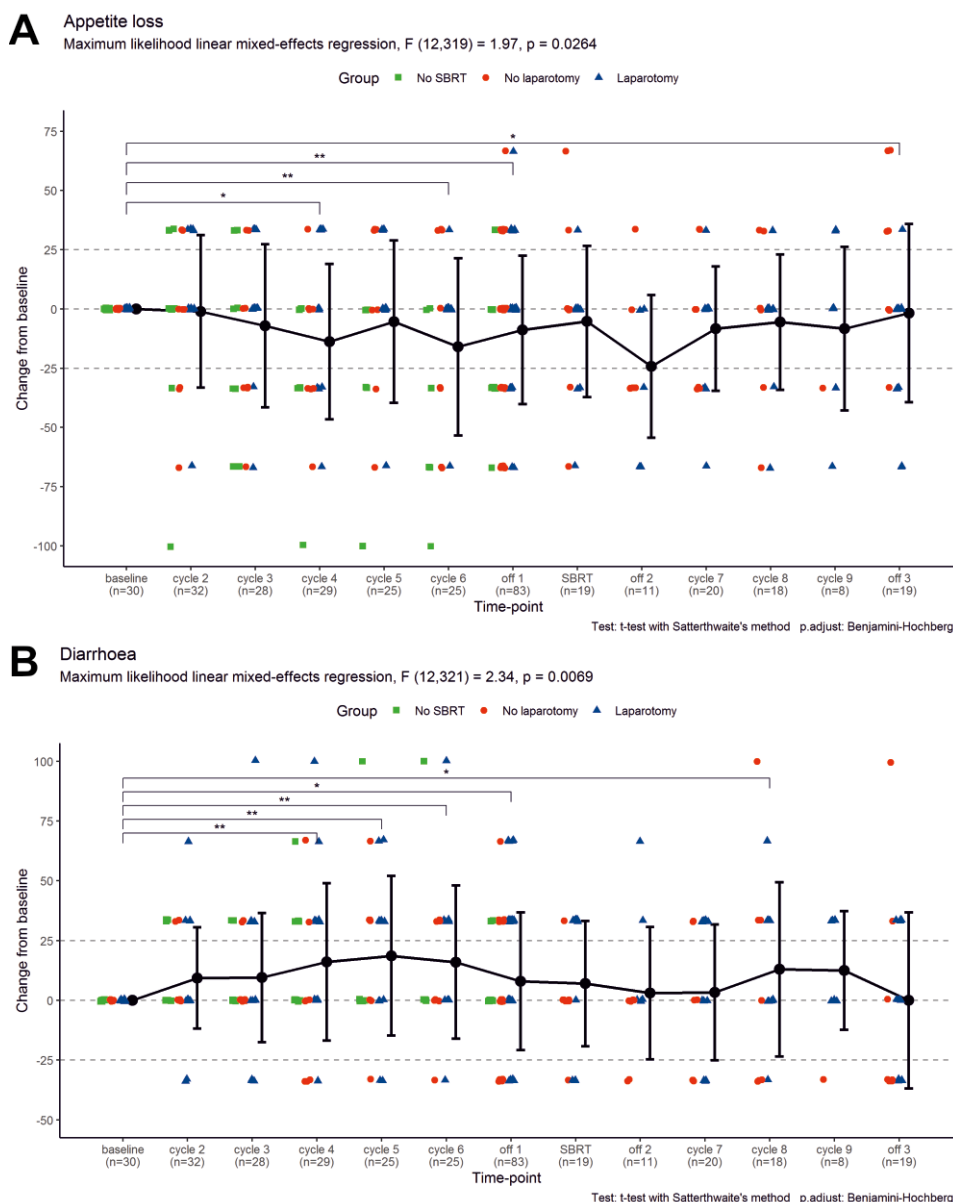 A
Appetite loss
Maximum likelihood linear mixed-effects regression, F (12,319) = 1.97, p = 0.0264
Group No SBRT No laparotomy Laparotomy
75
50
25
0
-25
-50
-75
-100
Change from baseline
*
**
**
*
baseline cycle 2 cycle 3 cycle 4 cycle 5 cycle 6 off 1 SBRT off 2 cycle 7 cycle 8 cycle 9 off 3
(n=30) (n=32) (n=28) (n=29) (n=25) (n=25) (n=83) (n=19) (n=11) (n=20) (n=18) (n=8) (n=19)
Time-point
Test: t-test with Satterthwaite's method p.adjust: Benjamini-Hochberg
B
Diarrhoea
Maximum likelihood linear mixed-effects regression, F (12,321) = 2.34, p = 0.0069
Group No SBRT No laparotomy Laparotomy
100
75
50
25
0
-25
-50
Change from baseline
*
*
**
**
**
baseline cycle 2 cycle 3 cycle 4 cycle 5 cycle 6 off 1 SBRT off 2 cycle 7 cycle 8 cycle 9 off 3
(n=30) (n=32) (n=28) (n=29) (n=25) (n=25) (n=83) (n=19) (n=11) (n=20) (n=18) (n=8) (n=19)
Time-point
Test: t-test with Satterthwaite's method p.adjust: Benjamini-Hochberg